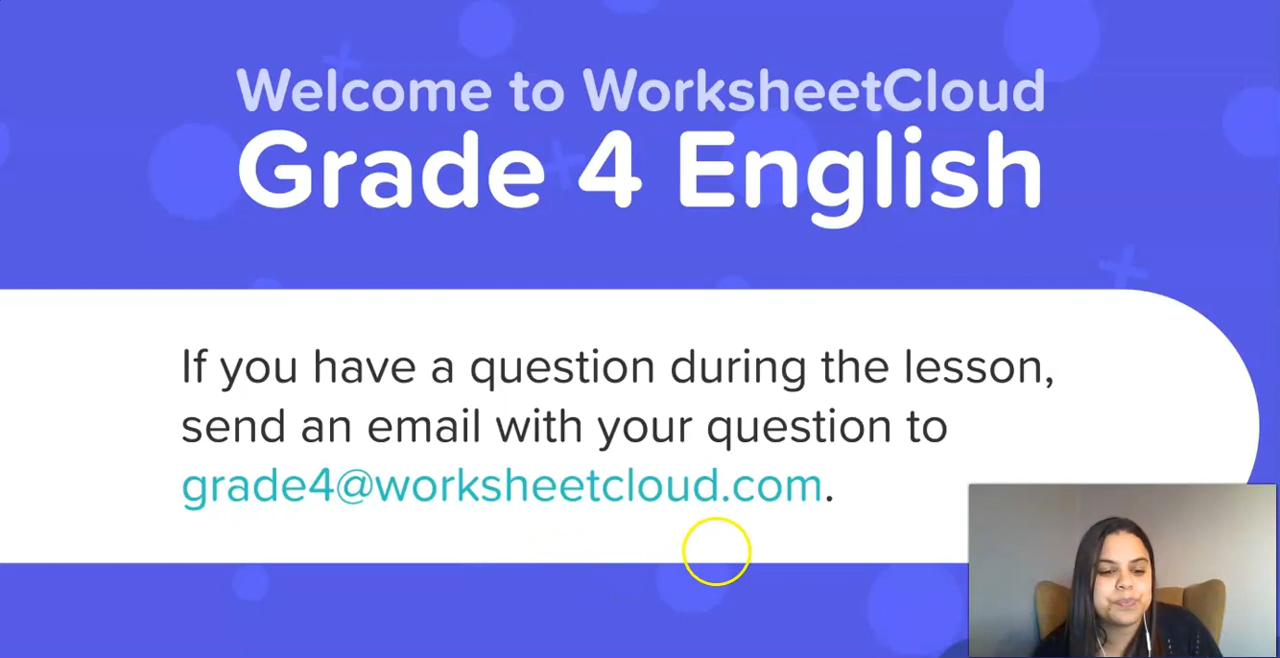 Welcome to WorksheetCloud
Grade 4 English
If you have a question during the lesson,
send an email with your question to
grade4@worksheetcloud.com.